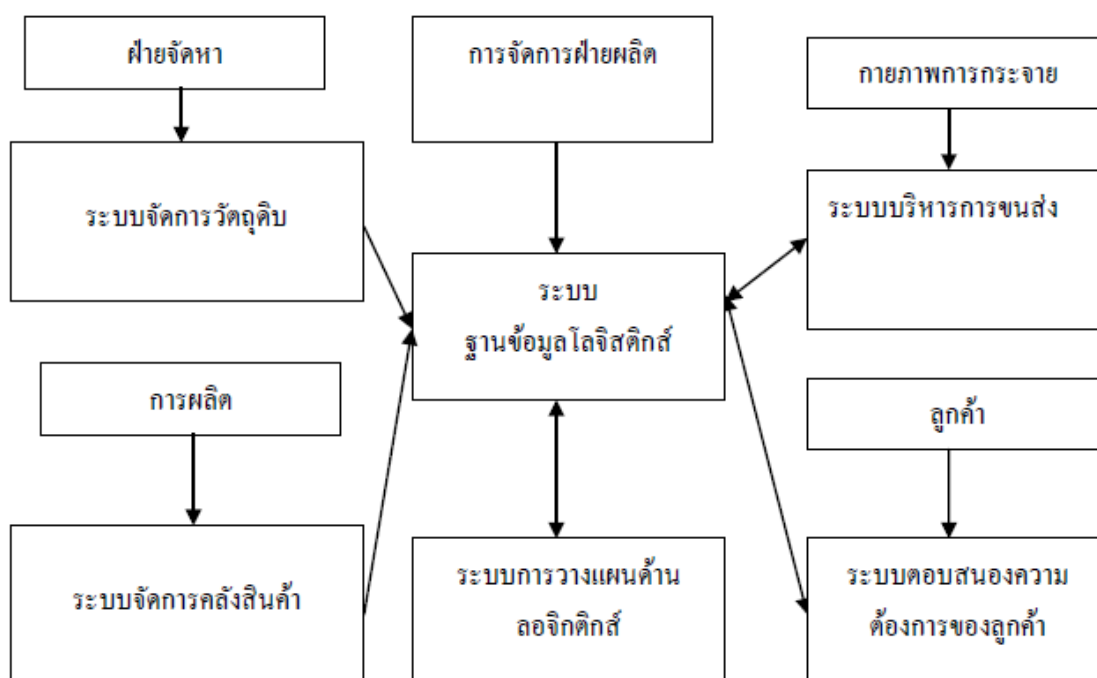 ฝ่ายจัดหา
การจัดการฝ่ายผลิต
กายภาพการกระจาย
ระบบจัดการวัตถุดิบ
ระบบบริหารการขนส่ง
ระบบ
ฐานข้อมูลโลจิสติกส์
การผลิต
ลูกค้า
ระบบจัดการคลังสินค้า
ระบบการวางแผนด้าน
ลอจิกติกส์
ระบบตอบสนองความ
ต้องการของลูกค้า